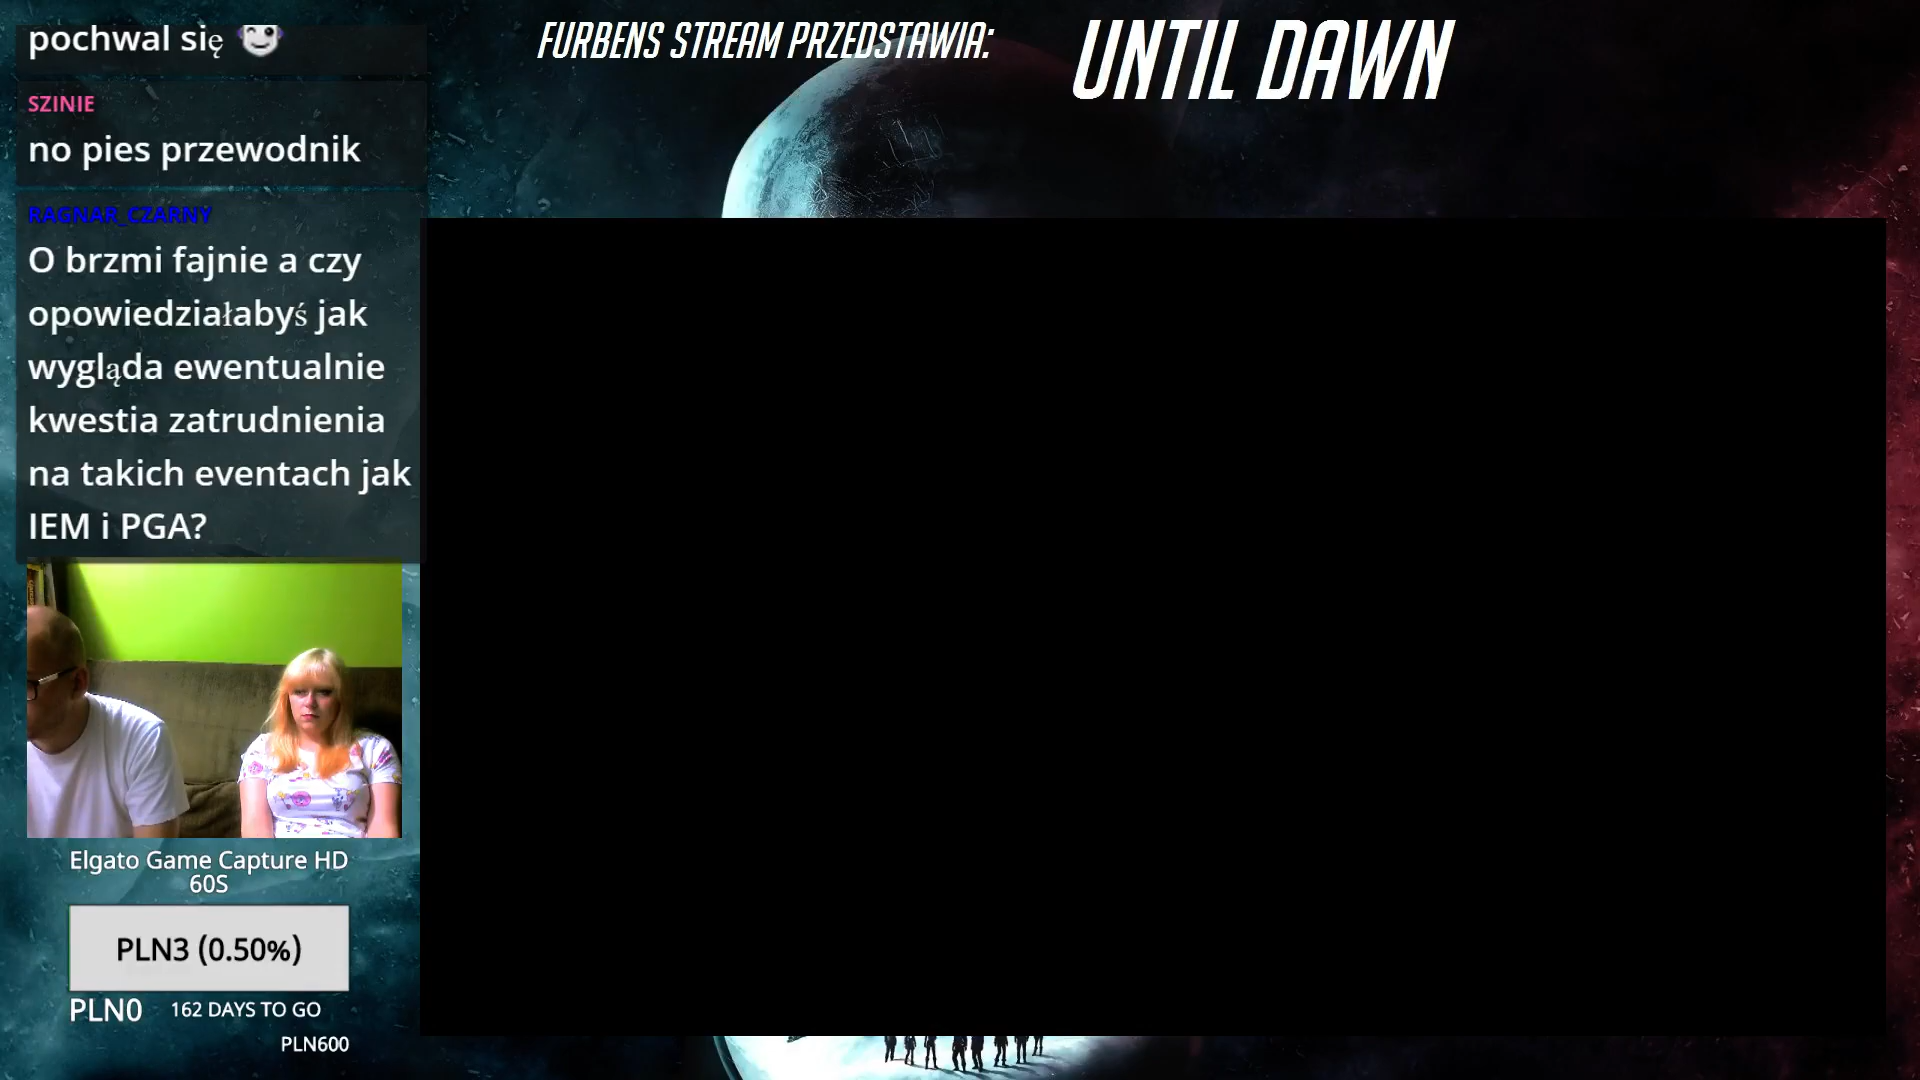 pochwal się
SZINIE
no pies przewodnik
RAGNAR_CZARNY
O brzmi fajnie a czy
opowiedziałabyś jak
wygląda ewentualnie
kwestia zatrudnienia
na takich eventach jak
IEM i PGA?
FURBENS STREAM PRZEDSTAWIA:
UNTIL DAWN
Elgato Game Capture HD
60S
PLN3 (0.50%)
PLN0 162 DAYS TO GO
PLN600